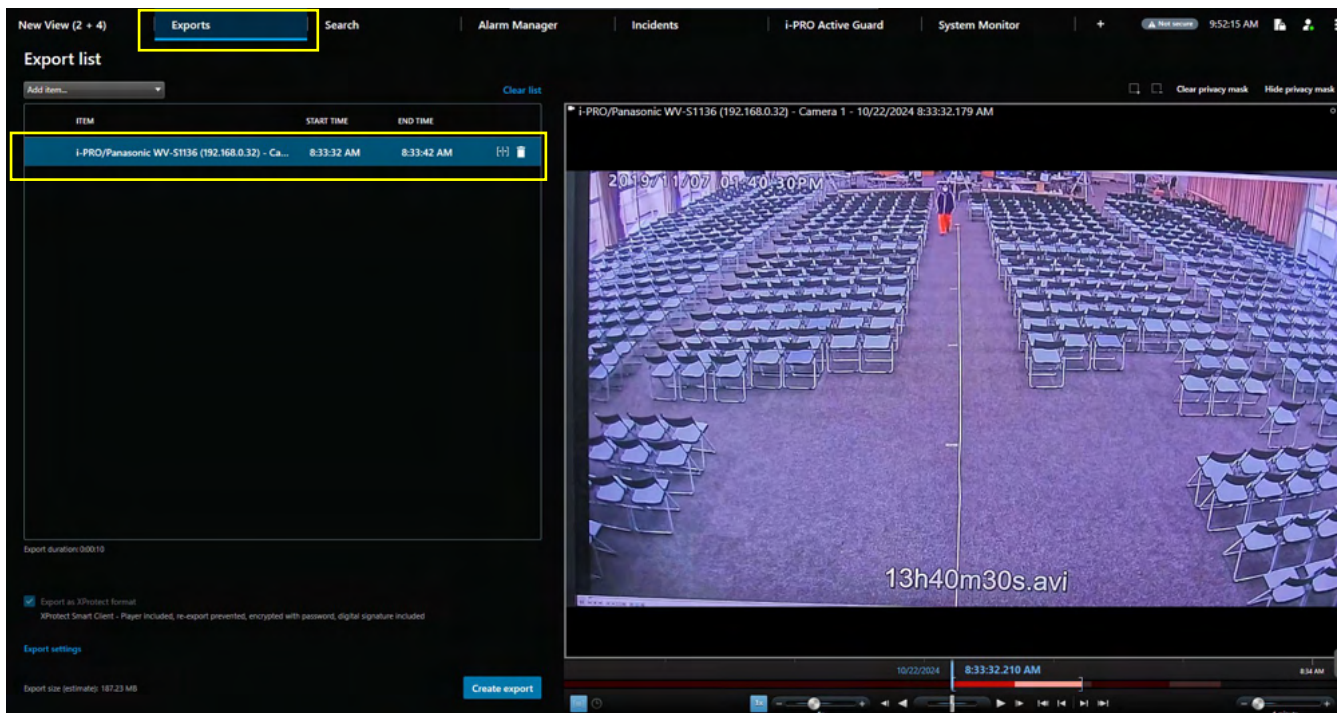 New View (2 + 4) Exports Search Alarm Manager Incidents i-PRO Active Guard System Monitor + Not secure 9:52:15 AM
Export list
Add item... Clear list
Clear privacy mask Hide privacy mask
ITEM START TIME END TIME
i-PRO/Panasonic WV-S1136 (192.168.0.32) - Ca... 8:33:32 AM 8:33:42 AM
i-PRO/Panasonic WV-S1136 (192.168.0.32) - Camera 1 - 10/22/2024 8:33:32.179 AM
2019/11/07 01:40:30PM
13h40m30s.avi
Export duration: 0:00:10
Export as XProtect format
XProtect Smart Client - Player included, re-export prevented, encrypted with password, digital signature included
Export settings
Export size (estimate): 187.23 MB
Create export
10/22/2024 8:33:32.210 AM 8:34 AM
1x